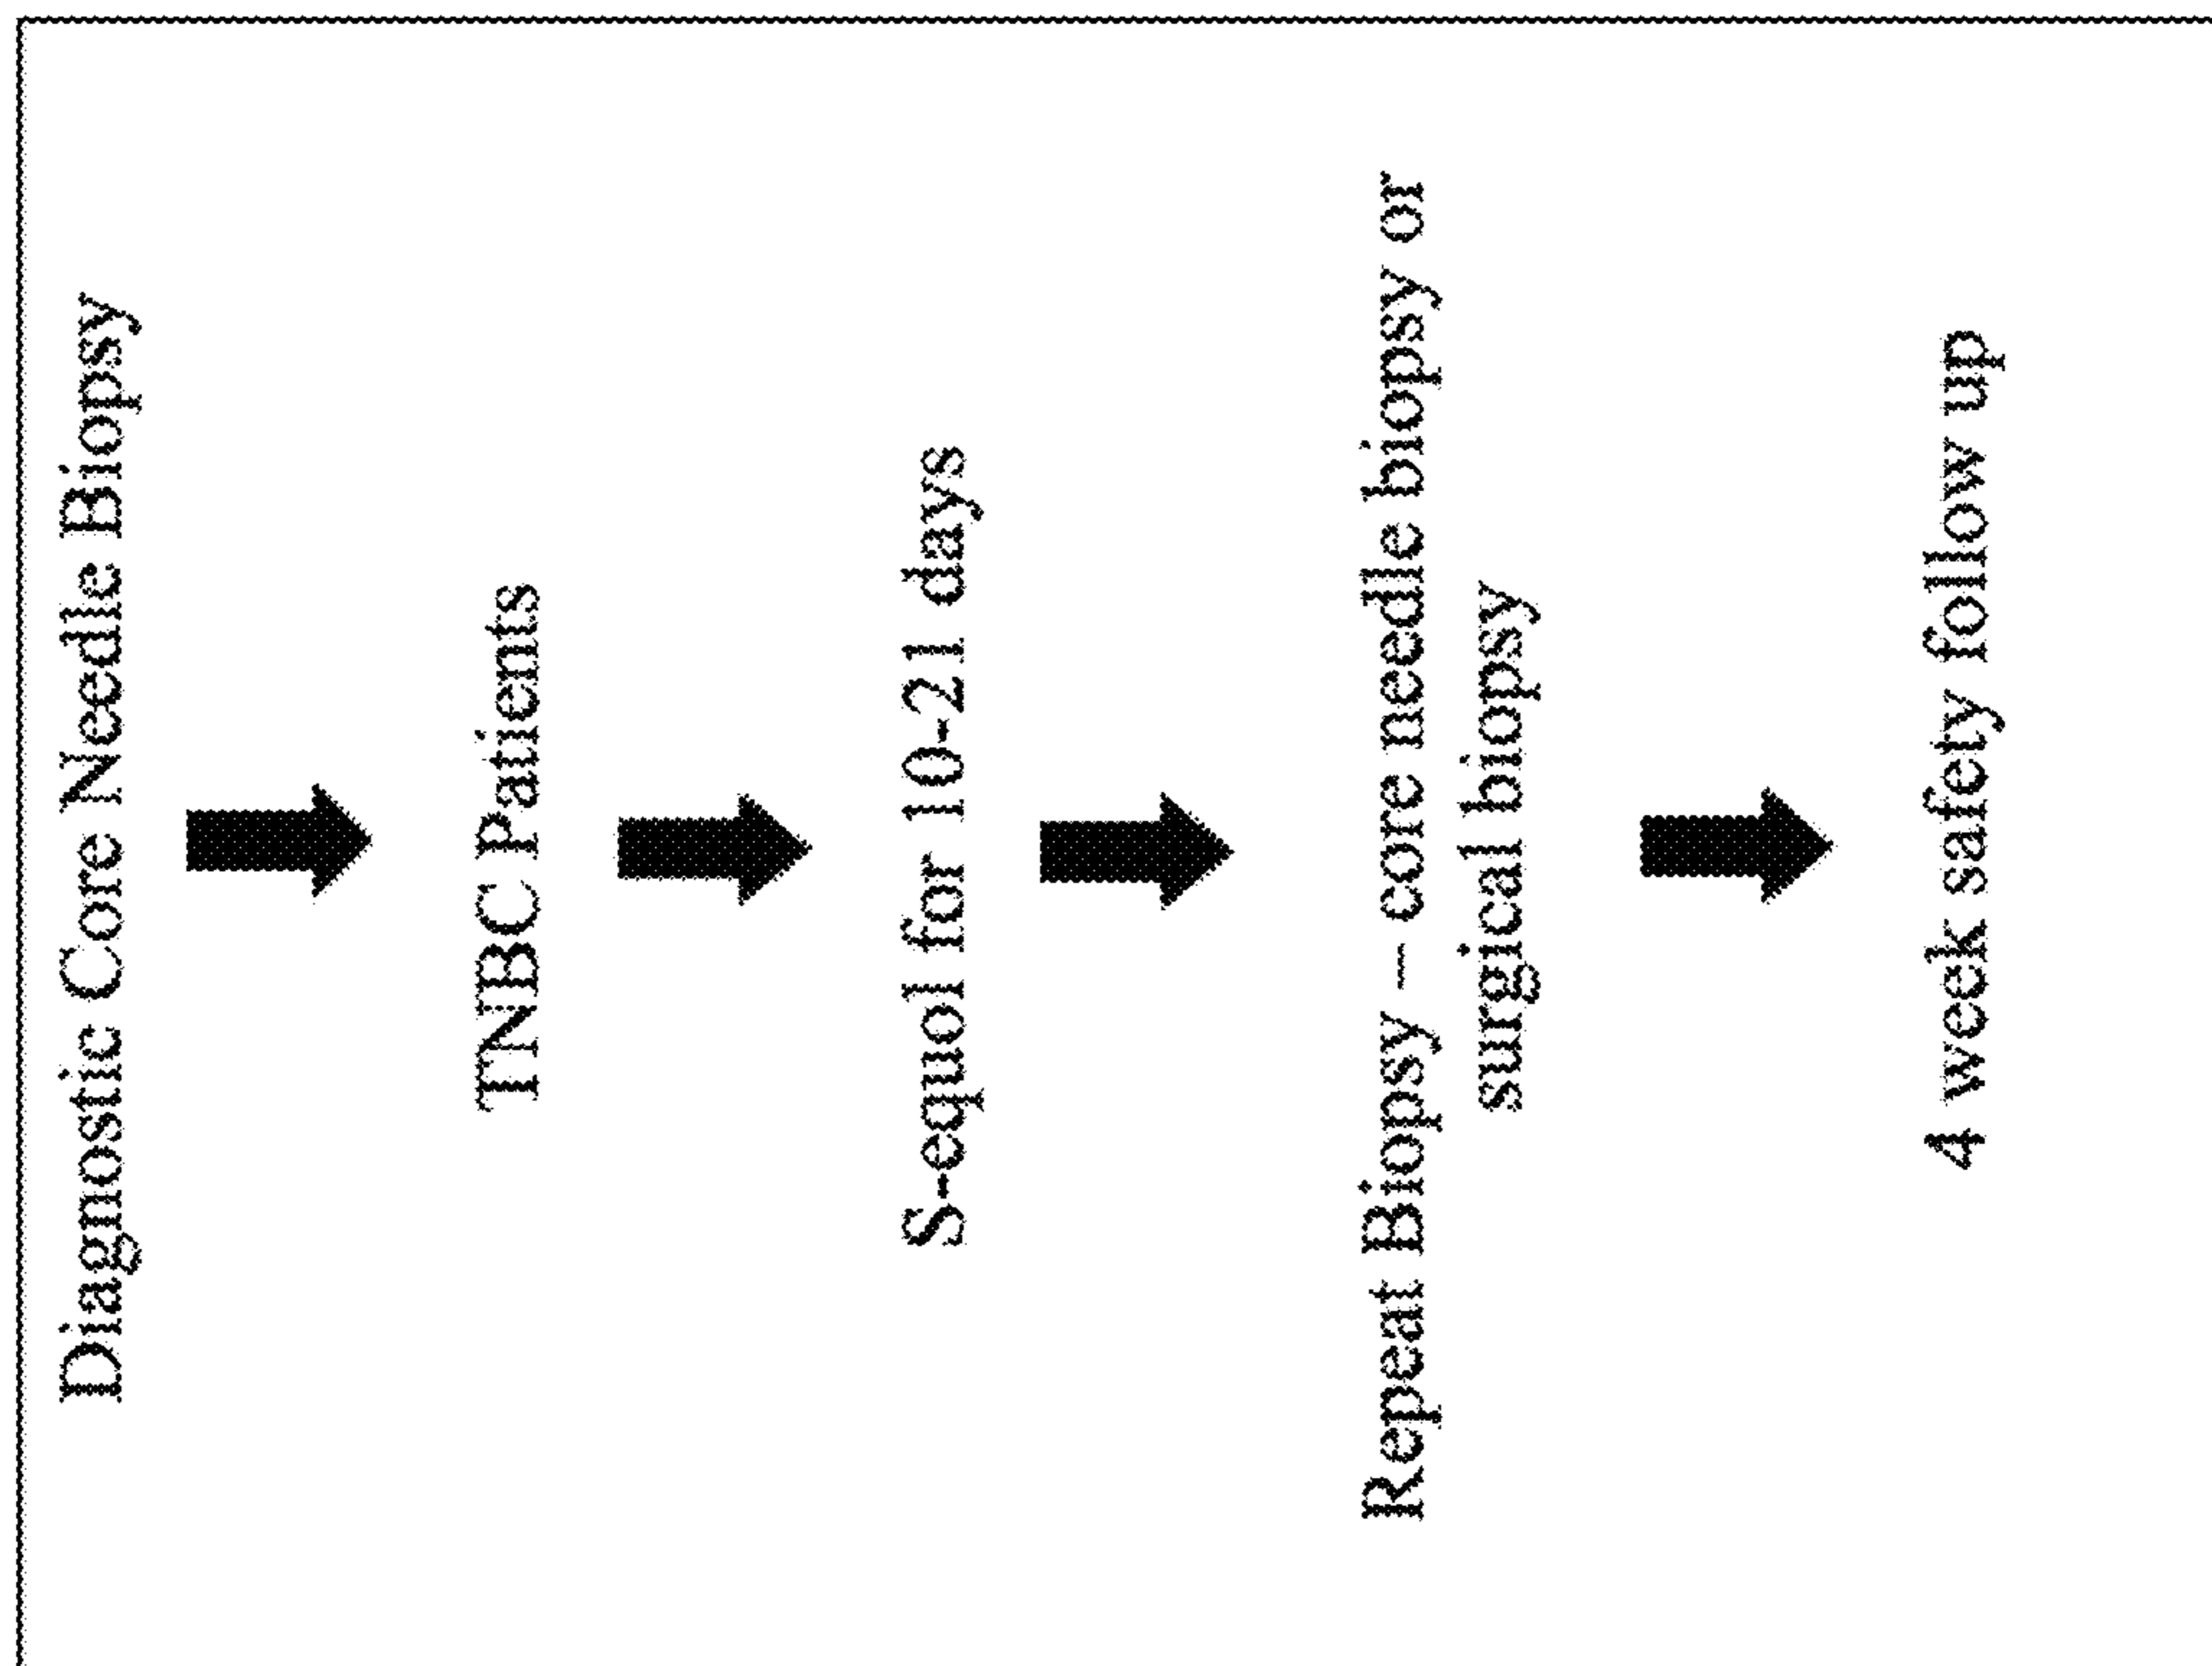 Diagnostic Core Needle Biopsy
TNBC Patients
S-equol for 10-21 days
Repeat Biopsy – core needle biopsy or
surgical biopsy
4 week safety follow up